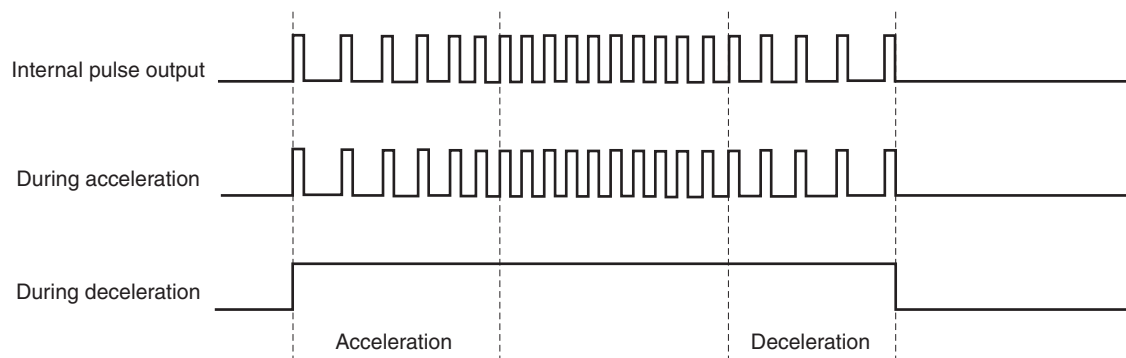 Internal pulse output
During acceleration
During deceleration
Acceleration
Deceleration